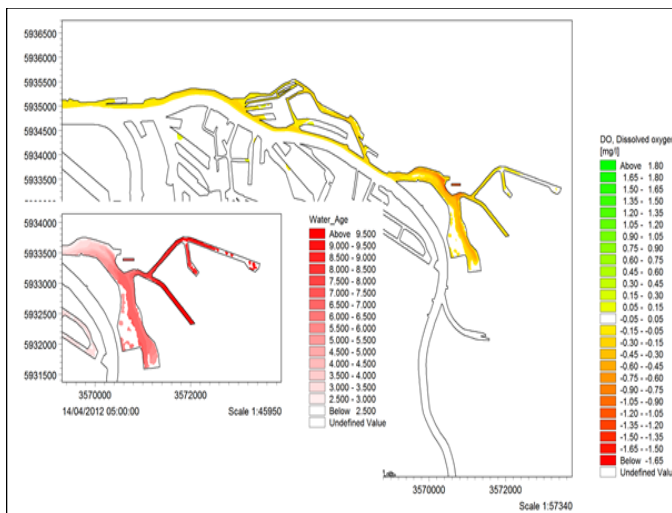 5936500
5936000
5935500
5935000
5934500
5934000
5933500
5934000
5933500
5933000
5932500
5932000
5931500
3570000
3572000
14/04/2012 05:00:00
Scale 1:45950
Water_Age
Above 9.500
9.000 - 9.500
8.500 - 9.000
8.000 - 8.500
7.500 - 8.000
7.000 - 7.500
6.500 - 7.000
6.000 - 6.500
5.500 - 6.000
5.000 - 5.500
4.500 - 5.000
4.000 - 4.500
3.500 - 4.000
3.000 - 3.500
2.500 - 3.000
Below 2.500
Undefined Value
3570000
3572000
Scale 1:57340
DO, Dissolved oxygen
[mg/l]
Above 1.80
1.65 - 1.80
1.50 - 1.65
1.35 - 1.50
1.20 - 1.35
1.05 - 1.20
0.90 - 1.05
0.75 - 0.90
0.60 - 0.75
0.45 - 0.60
0.30 - 0.45
0.15 - 0.30
0.05 - 0.15
-0.05 - 0.05
-0.15 - -0.05
-0.30 - -0.15
-0.45 - -0.30
-0.60 - -0.45
-0.75 - -0.60
-0.90 - -0.75
-1.05 - -0.90
-1.20 - -1.05
-1.35 - -1.20
-1.50 - -1.35
-1.65 - -1.50
Below -1.65
Undefined Valu